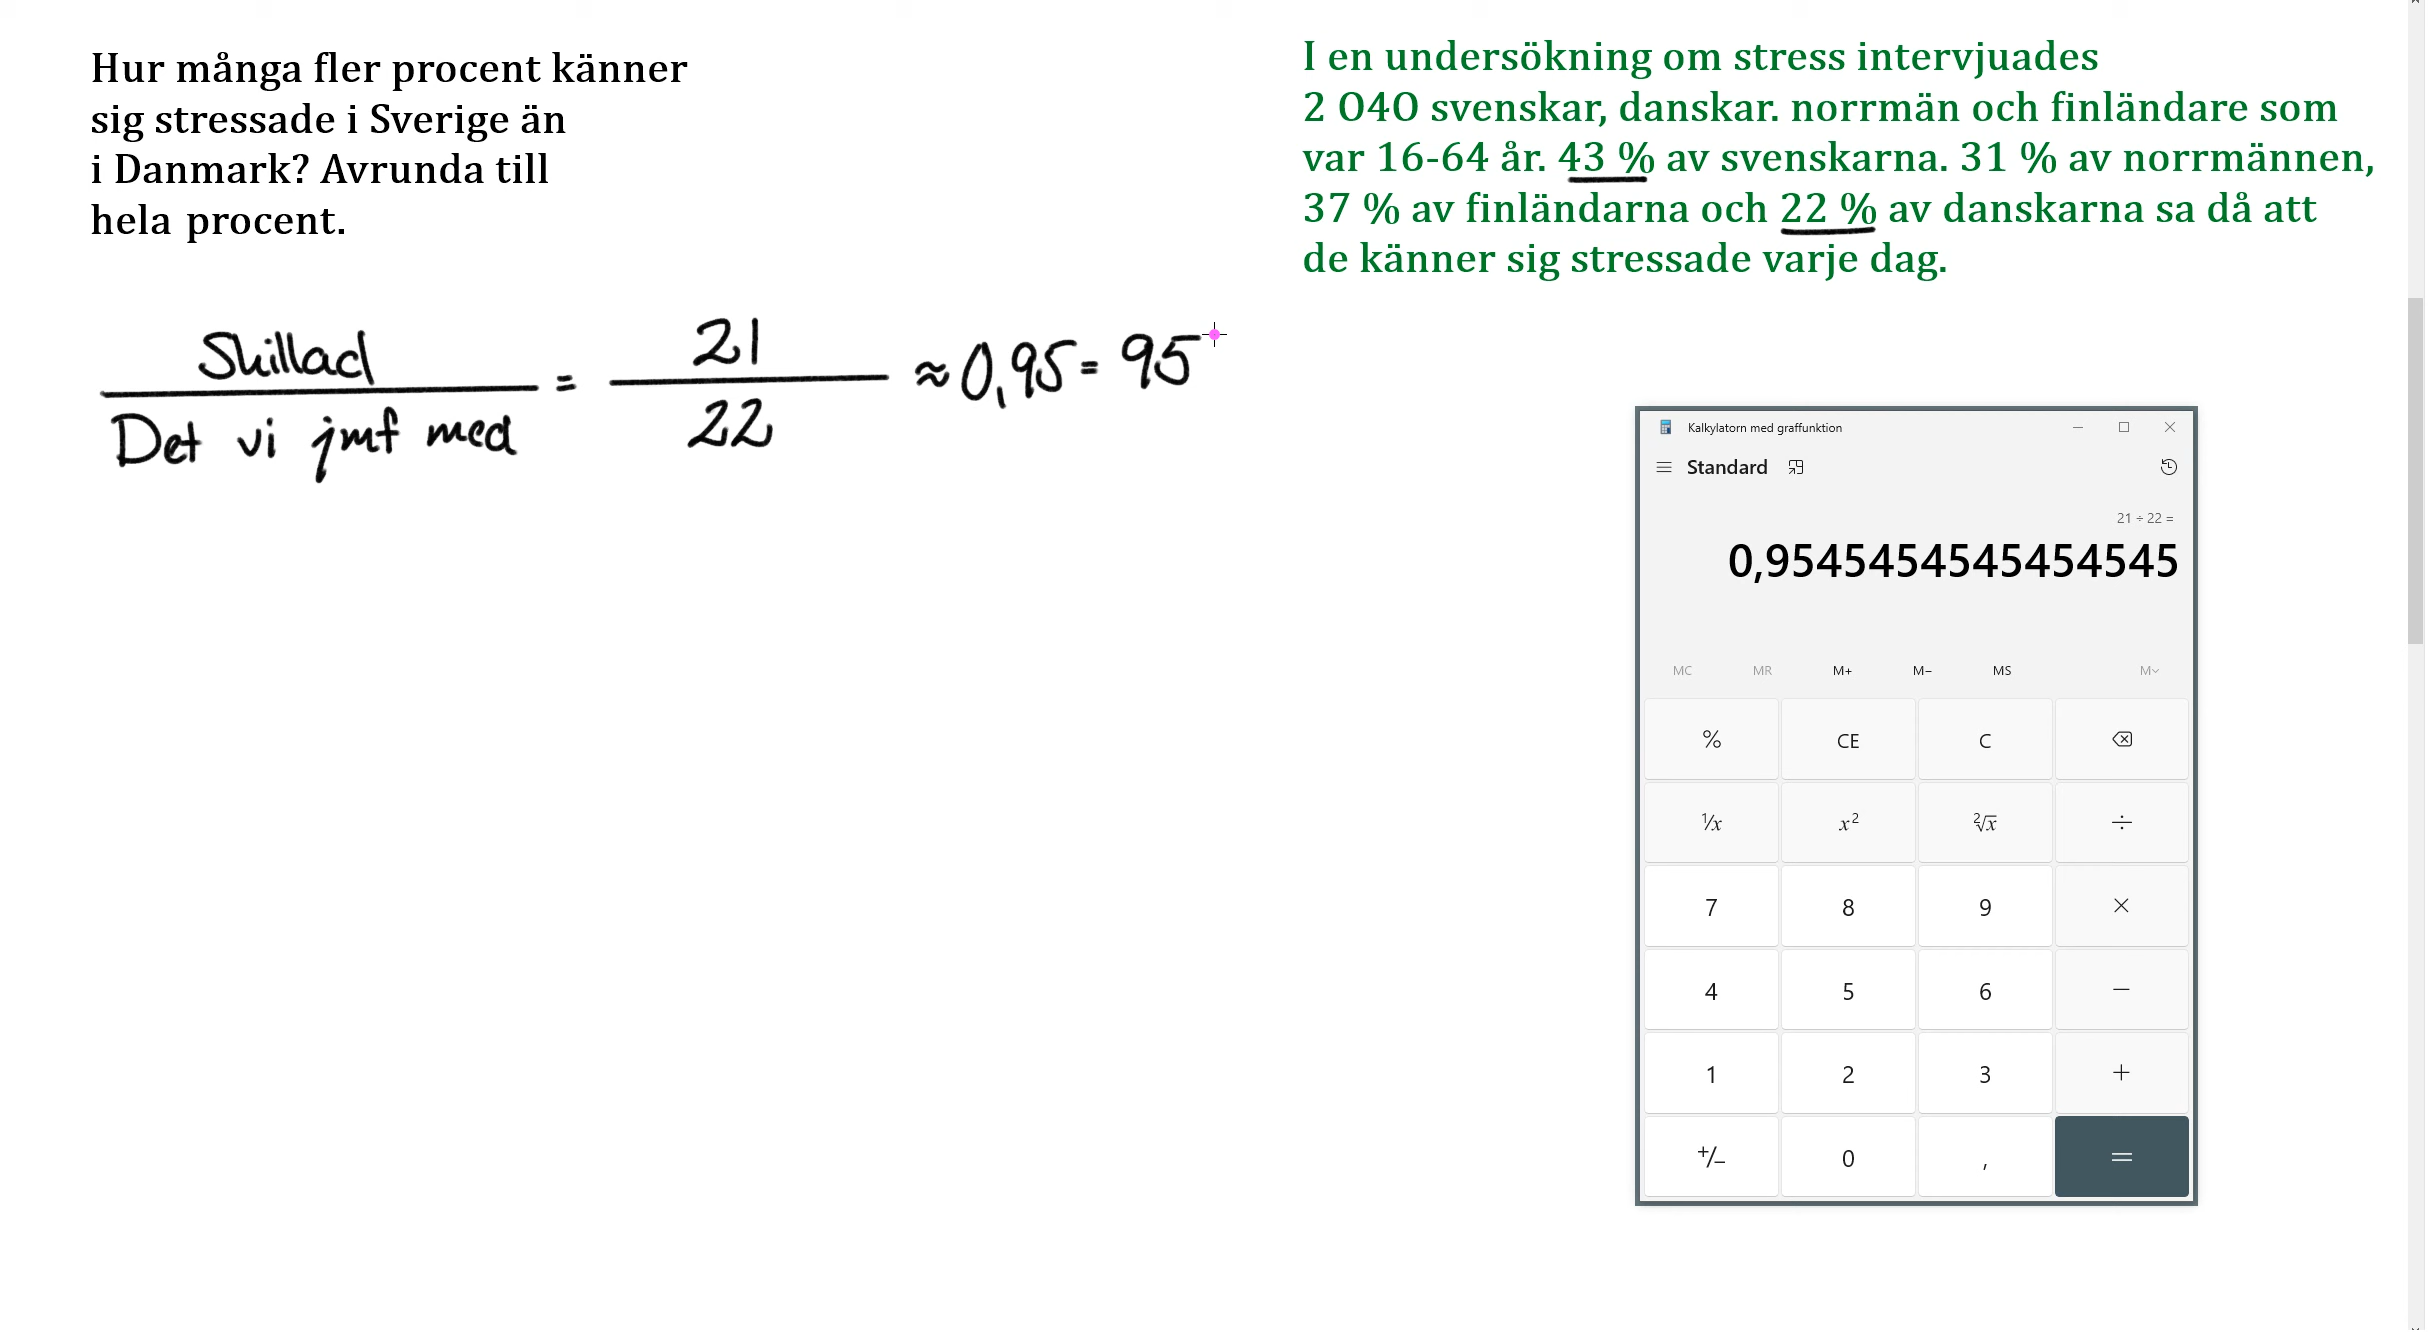 Hur många fler procent känner
sig stressade i Sverige än
i Danmark? Avrunda till
hela procent.
I en undersökning om stress intervjuades
2 O4O svenskar, danskar. norrmän och finländare som
var 16-64 år. 43 % av svenskarna. 31 % av norrmännen,
37 % av finländarna och 22 % av danskarna sa då att
de känner sig stressade varje dag.
Skillad / Det vi jmf med = 21 / 22 ≈ 0,95 = 95
Kalkylatorn med graffunktion
Standard
21 ÷ 22 =
0,9545454545454545
MC MR M+ M− MS M˅
% CE C
¹/x x² ²√x ÷
7 8 9 ×
4 5 6 −
1 2 3 +
+/− 0 , =